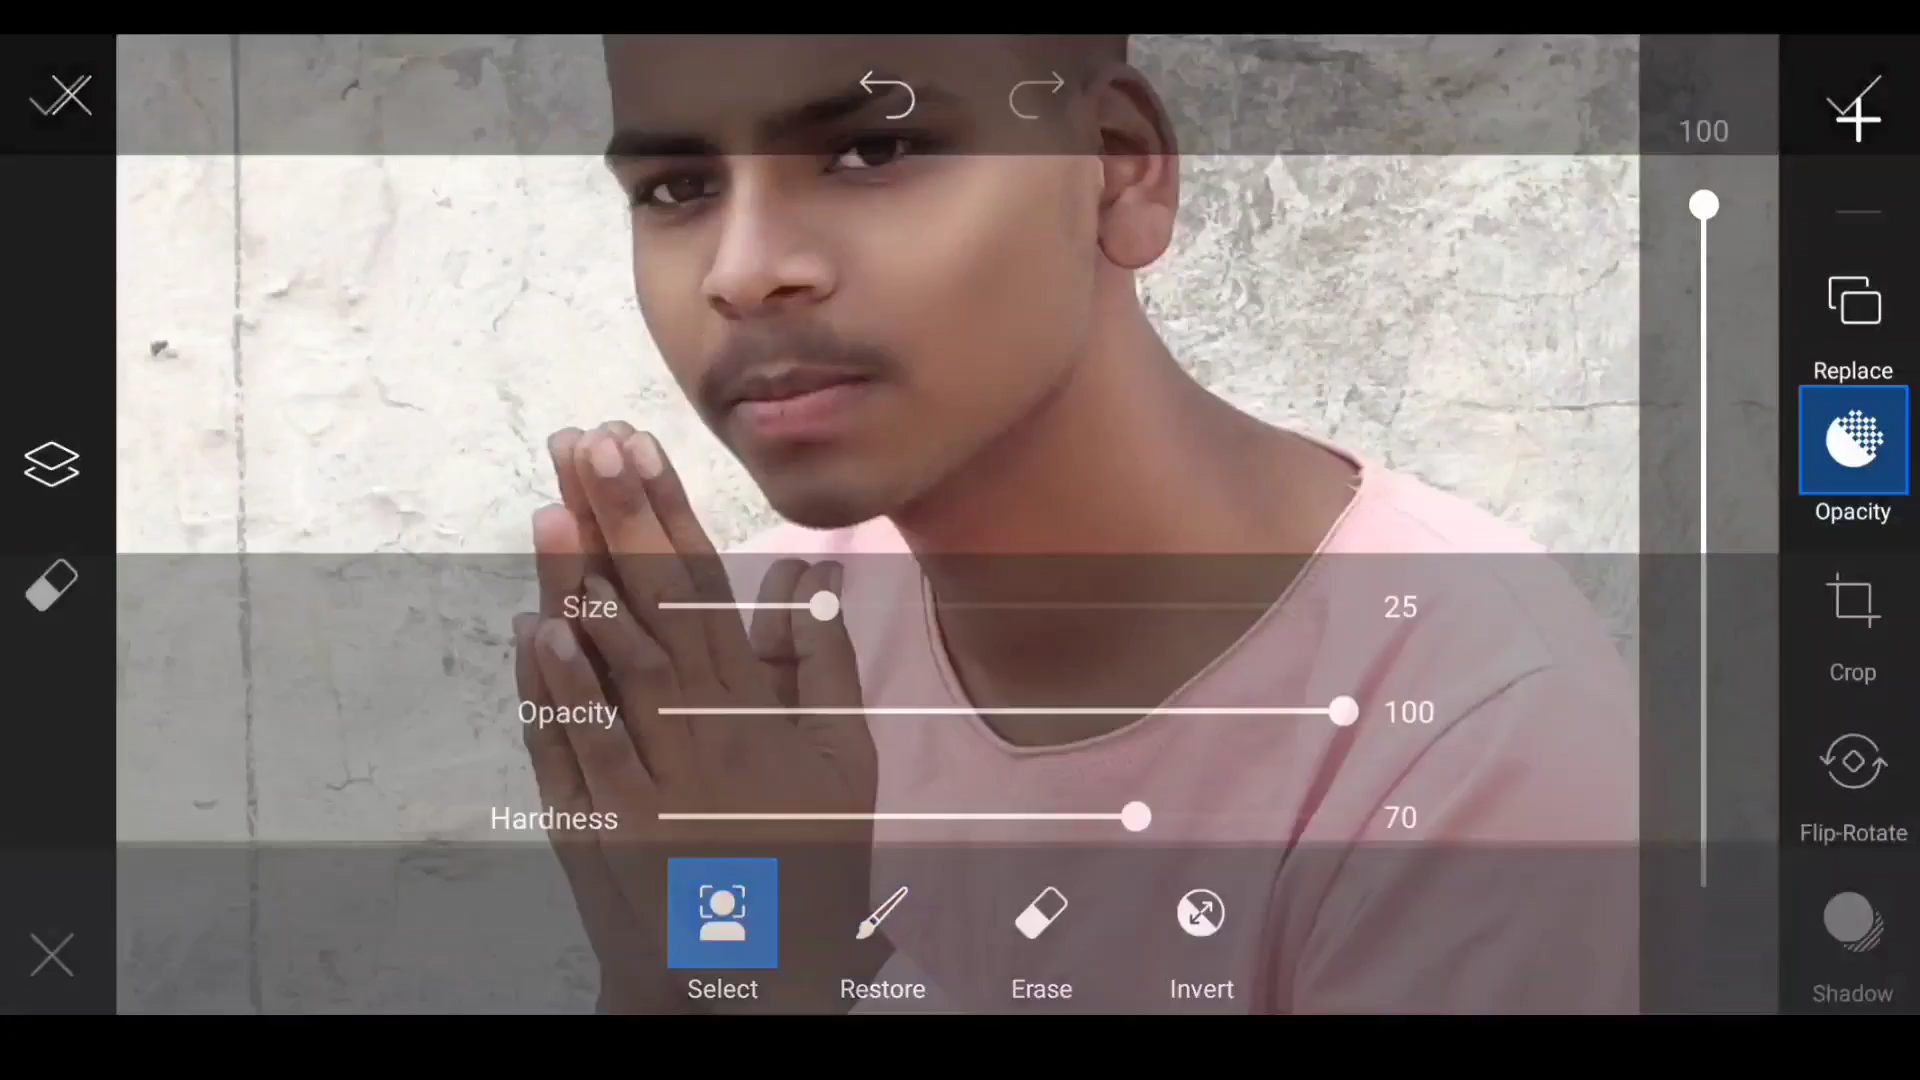 100
Replace
Opacity
Size 25
Opacity 100
Hardness 70
Crop
Flip-Rotate
Shadow
Select Restore Erase Invert